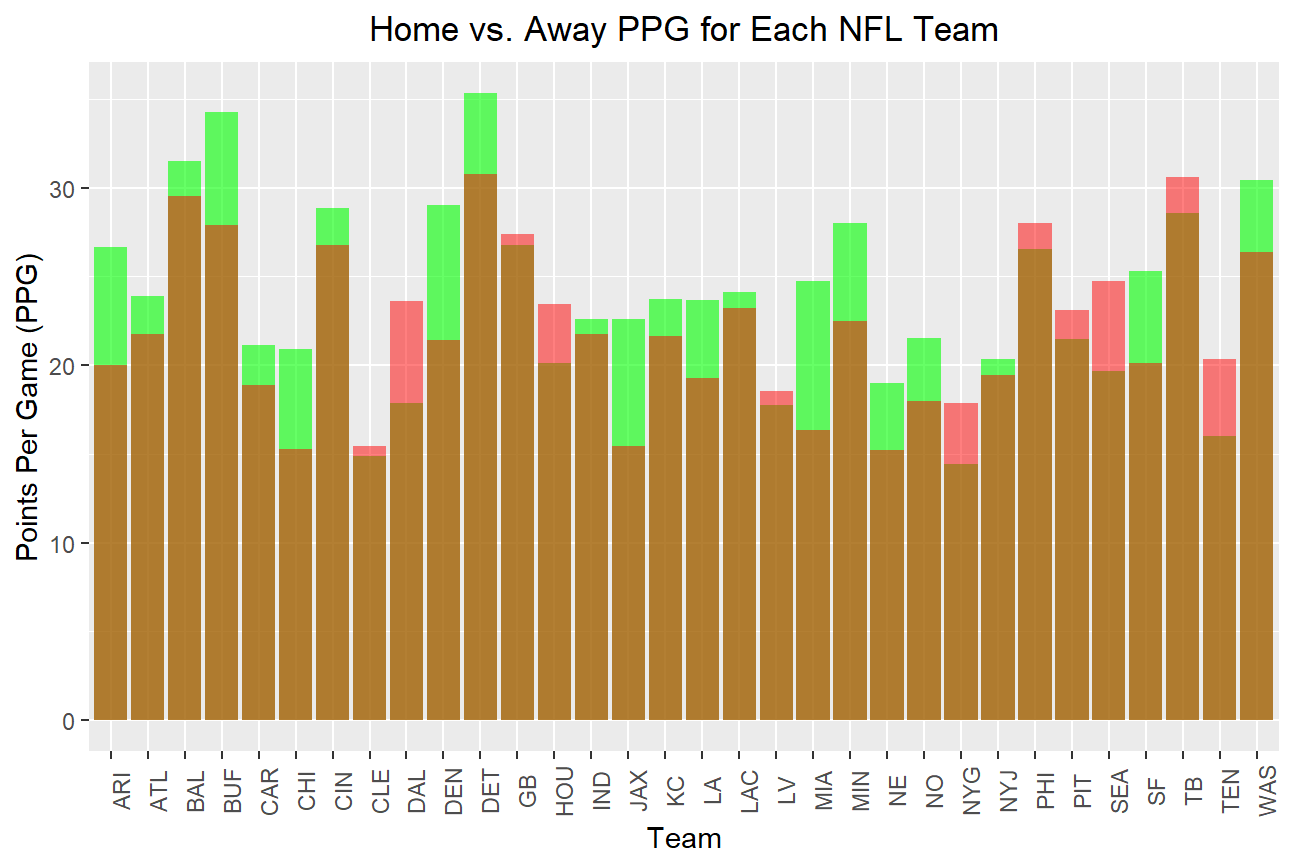 Home vs. Away PPG for Each NFL Team
Points Per Game (PPG)
30
20
10
0
ARI ATL BAL BUF CAR CHI CIN CLE DAL DEN DET GB HOU IND JAX KC LA LAC LV MIA MIN NE NO NYG NYJ PHI PIT SEA SF TB TEN WAS
Team